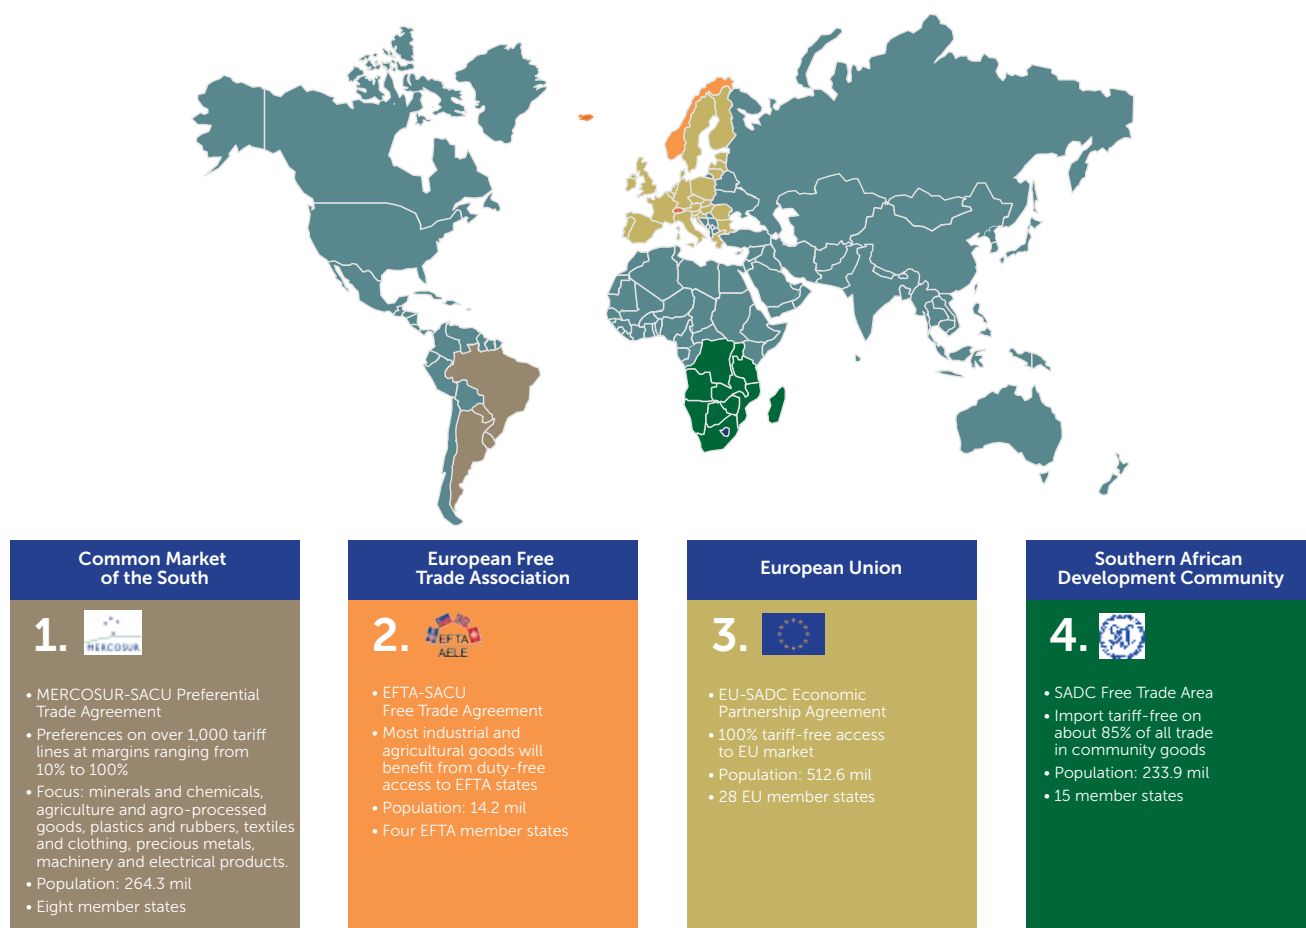 Common Market
of the South
1.
MERCOSUR
• MERCOSUR-SACU Preferential
Trade Agreement
• Preferences on over 1,000 tariff
lines at margins ranging from
10% to 100%
• Focus: minerals and chemicals,
agriculture and agro-processed
goods, plastics and rubbers, textiles
and clothing, precious metals,
machinery and electrical products.
• Population: 264.3 mil
• Eight member states
European Free
Trade Association
2.
EFTA
AELE
• EFTA-SACU
Free Trade Agreement
• Most industrial and
agricultural goods will
benefit from duty-free
access to EFTA states
• Population: 14.2 mil
• Four EFTA member states
European Union
3.
• EU-SADC Economic
Partnership Agreement
• 100% tariff-free access
to EU market
• Population: 512.6 mil
• 28 EU member states
Southern African
Development Community
4.
• SADC Free Trade Area
• Import tariff-free on
about 85% of all trade
in community goods
• Population: 233.9 mil
• 15 member states